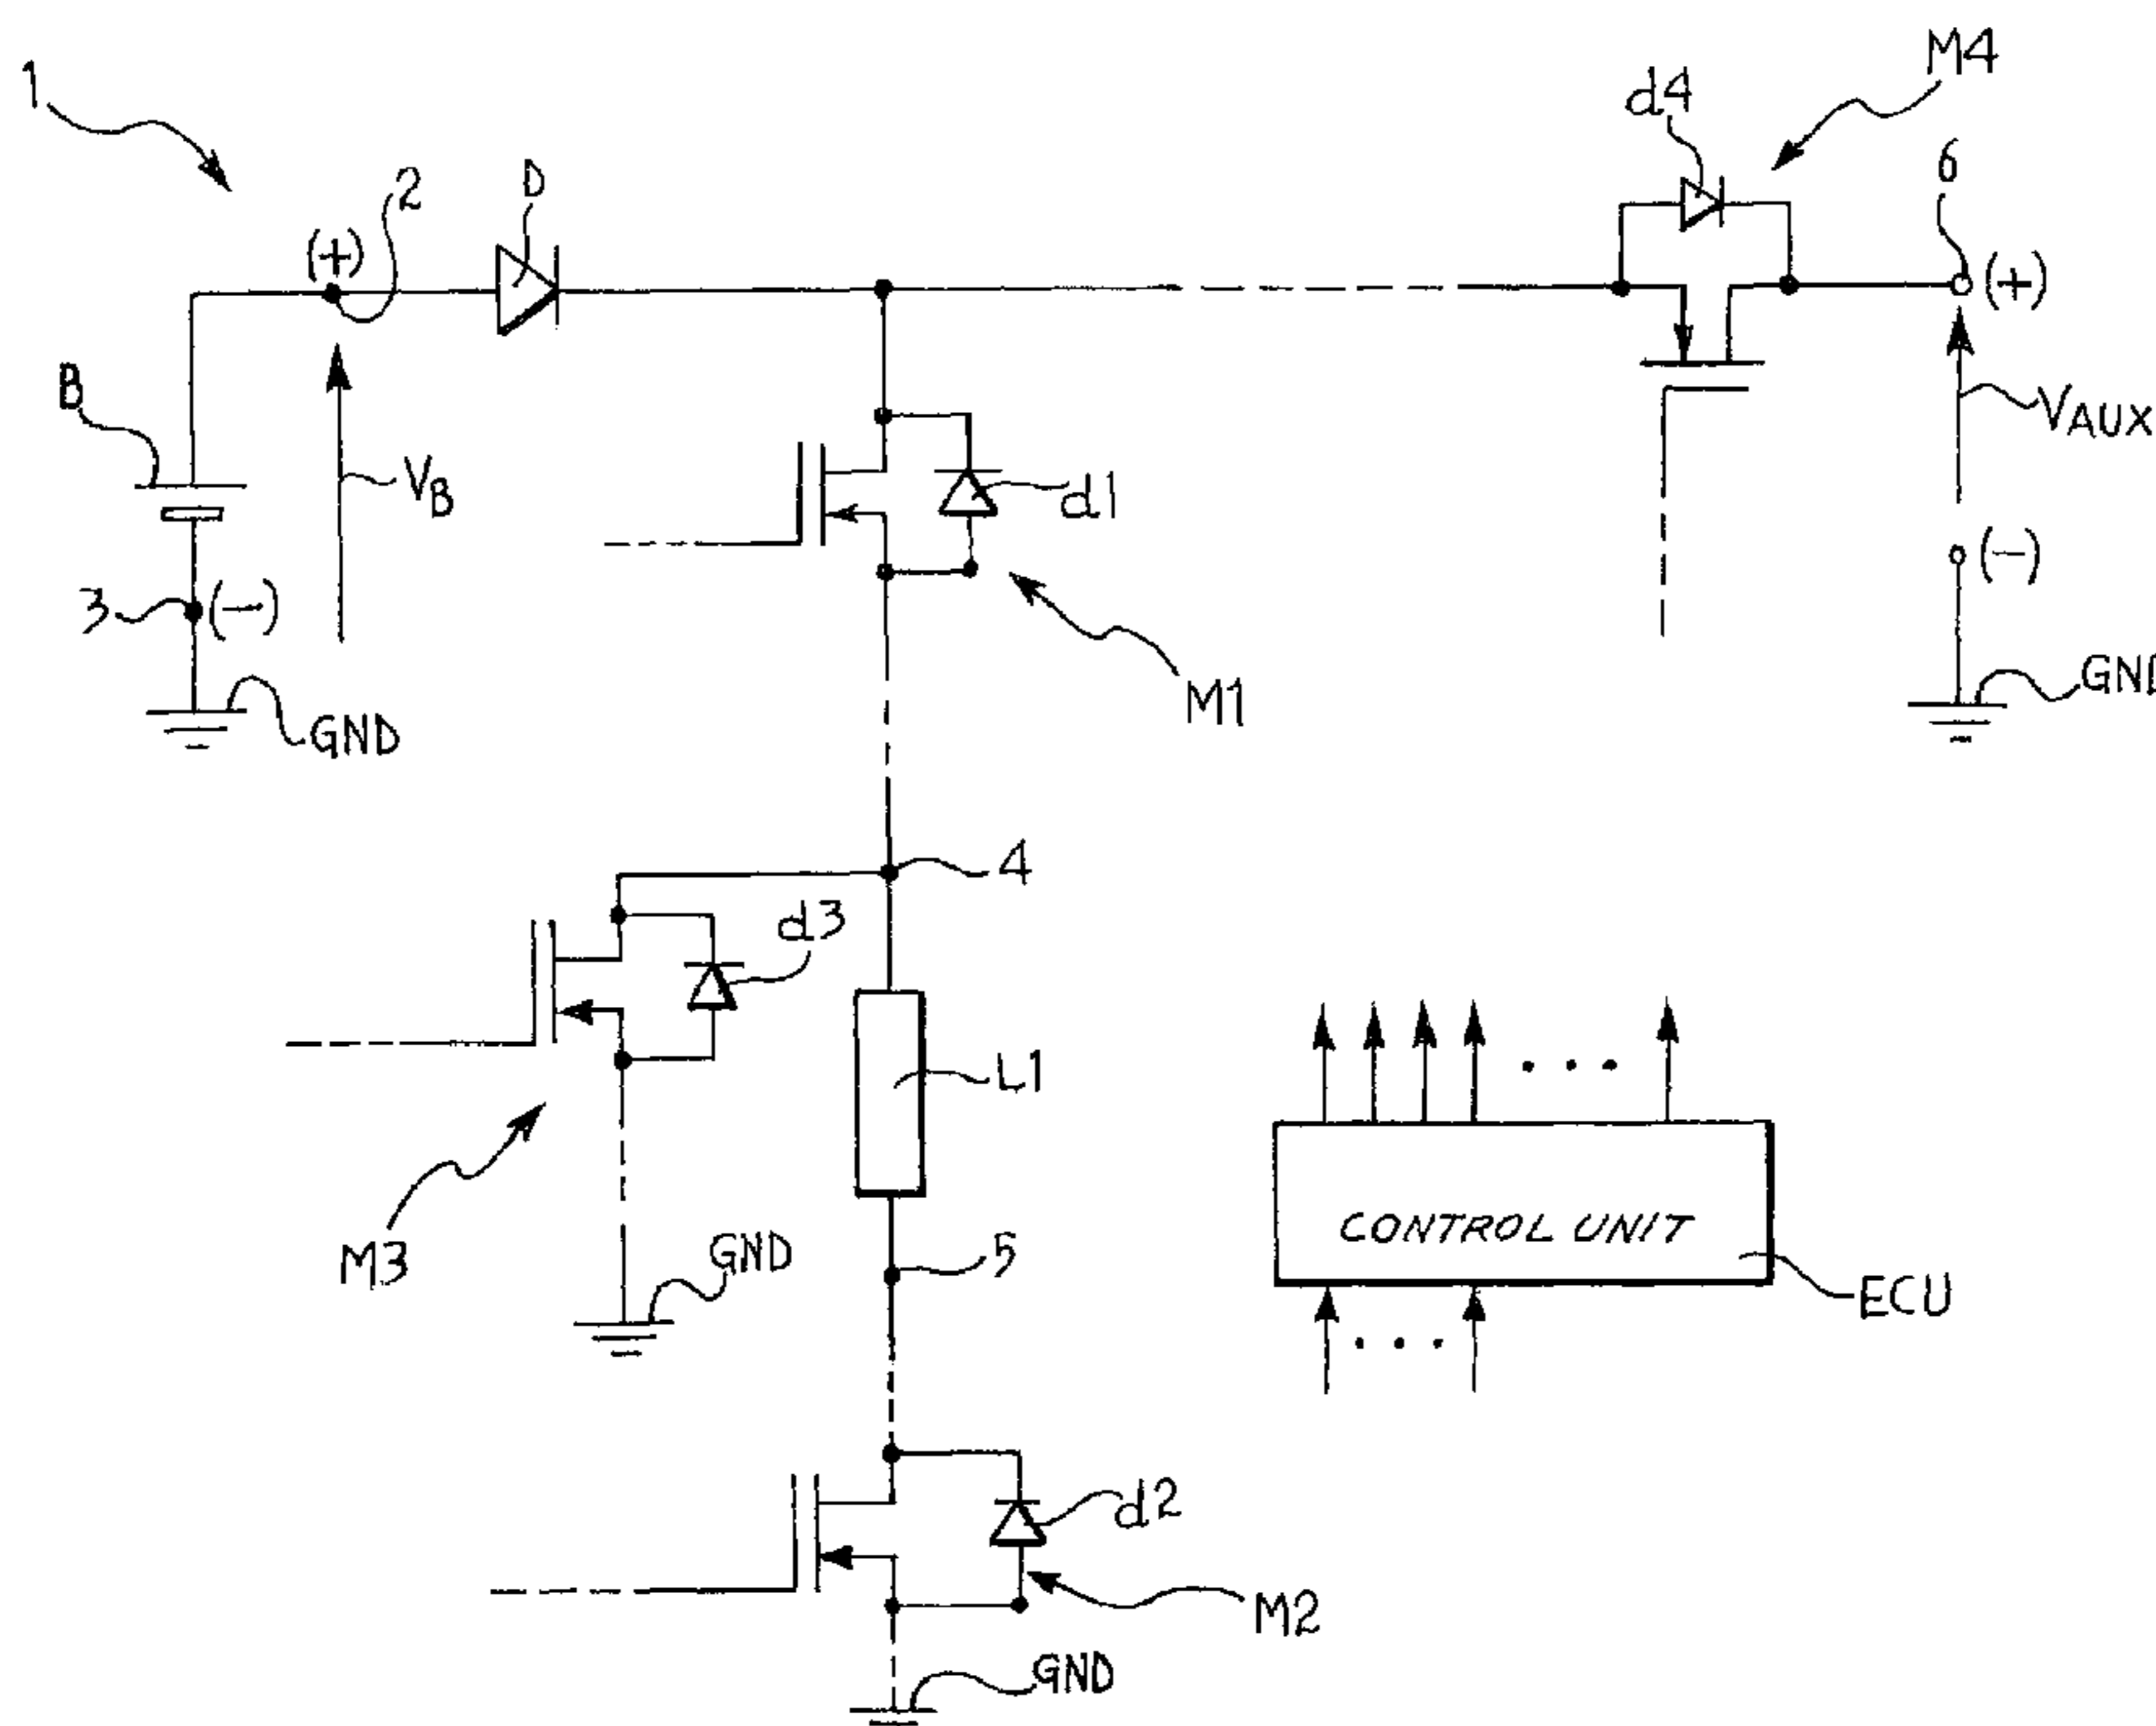 1
2
D
d4
M4
6
(+)
(+)
B
VB
3
(-)
GND
d1
M1
VAUX
(-)
4
d3
L1
M3
GND
5
CONTROL UNIT
ECU
d2
M2
GND